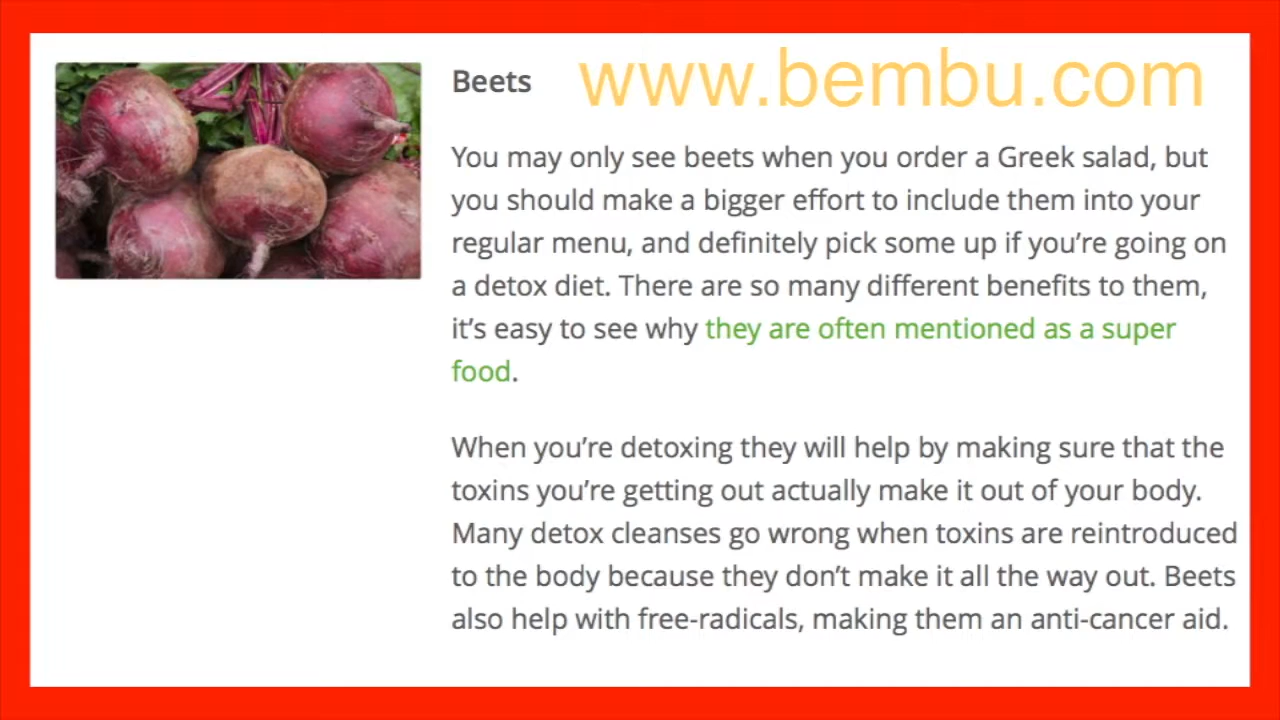 Beets
www.bembu.com
You may only see beets when you order a Greek salad, but
you should make a bigger effort to include them into your
regular menu, and definitely pick some up if you’re going on
a detox diet. There are so many different benefits to them,
it’s easy to see why they are often mentioned as a super
food.
When you’re detoxing they will help by making sure that the
toxins you’re getting out actually make it out of your body.
Many detox cleanses go wrong when toxins are reintroduced
to the body because they don’t make it all the way out. Beets
also help with free-radicals, making them an anti-cancer aid.